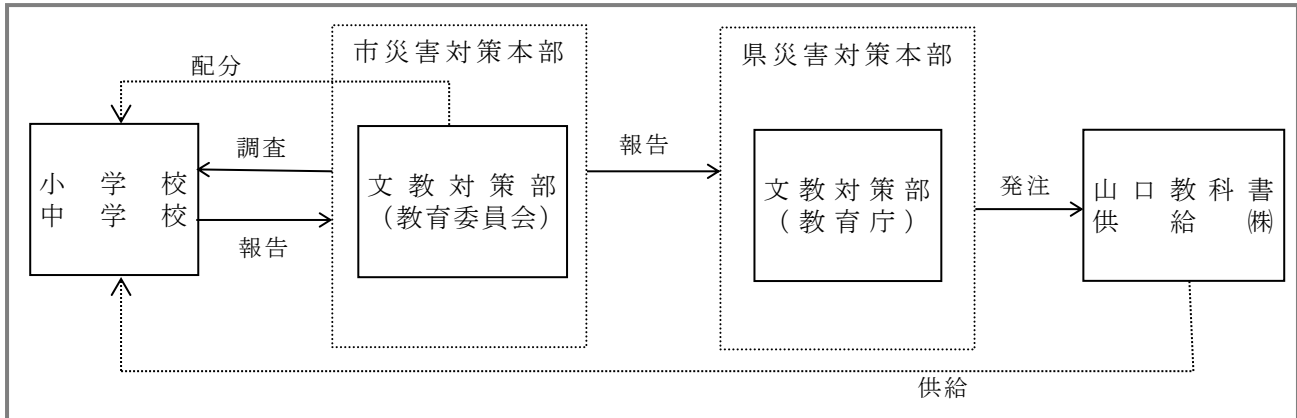 市災害対策本部
県災害対策本部
配分
調査
報告
報告
発注
供給
小学校
中学校
文教対策部
（教育委員会）
文教対策部
（教育庁）
山口教科書
供給㈱